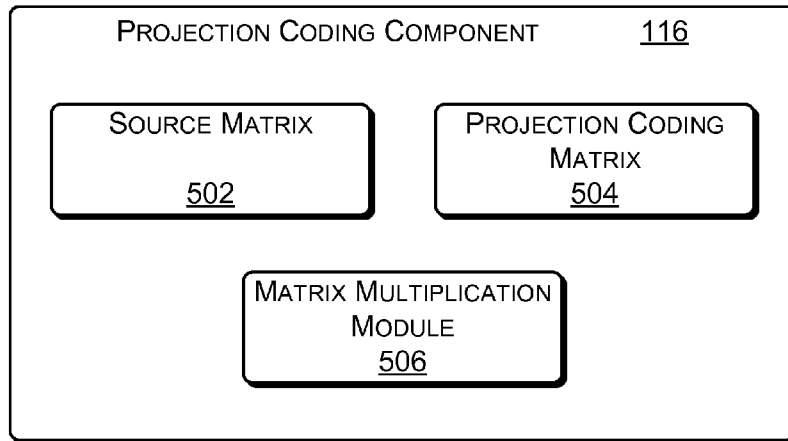 PROJECTION CODING COMPONENT 116
SOURCE MATRIX
502
PROJECTION CODING
MATRIX
504
MATRIX MULTIPLICATION
MODULE
506